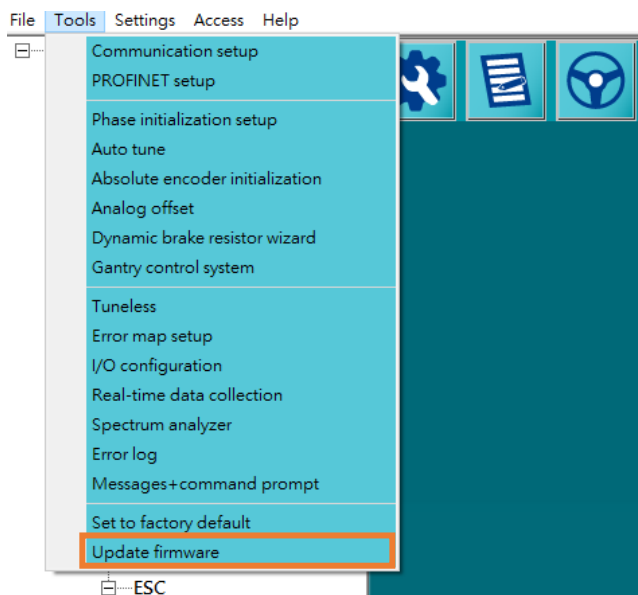 File Tools Settings Access Help
Communication setup
PROFINET setup
Phase initialization setup
Auto tune
Absolute encoder initialization
Analog offset
Dynamic brake resistor wizard
Gantry control system
Tuneless
Error map setup
I/O configuration
Real-time data collection
Spectrum analyzer
Error log
Messages+command prompt
Set to factory default
Update firmware
ESC